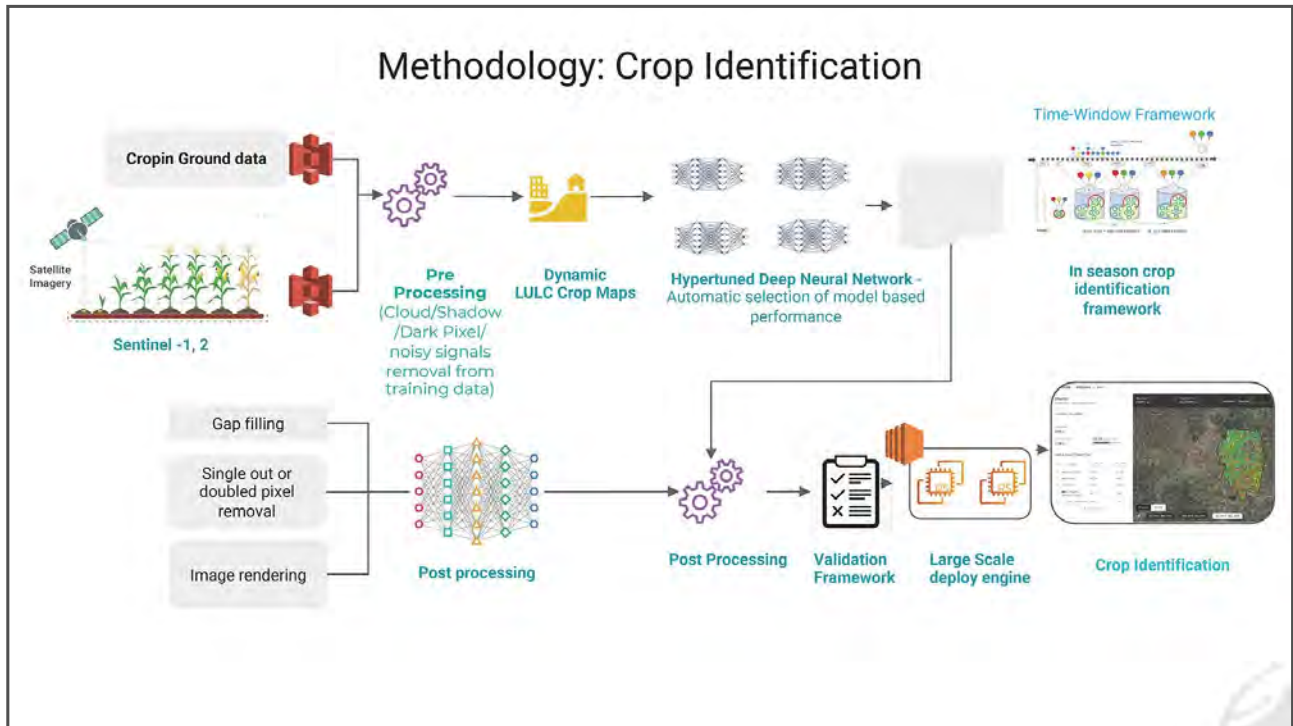 Methodology: Crop Identification
Cropin Ground data
Time-Window Framework
Satellite
Imagery
Sentinel -1, 2
Pre
Processing
(Cloud/Shadow
/Dark Pixel/
noisy signals
removal from
training data)
Dynamic
LULC Crop Maps
Hypertuned Deep Neural Network -
Automatic selection of model based
performance
In season crop
identification
framework
Gap filling
Single out or
doubled pixel
removal
Image rendering
Post processing
Post Processing
Validation
Framework
Large Scale
deploy engine
Crop Identification